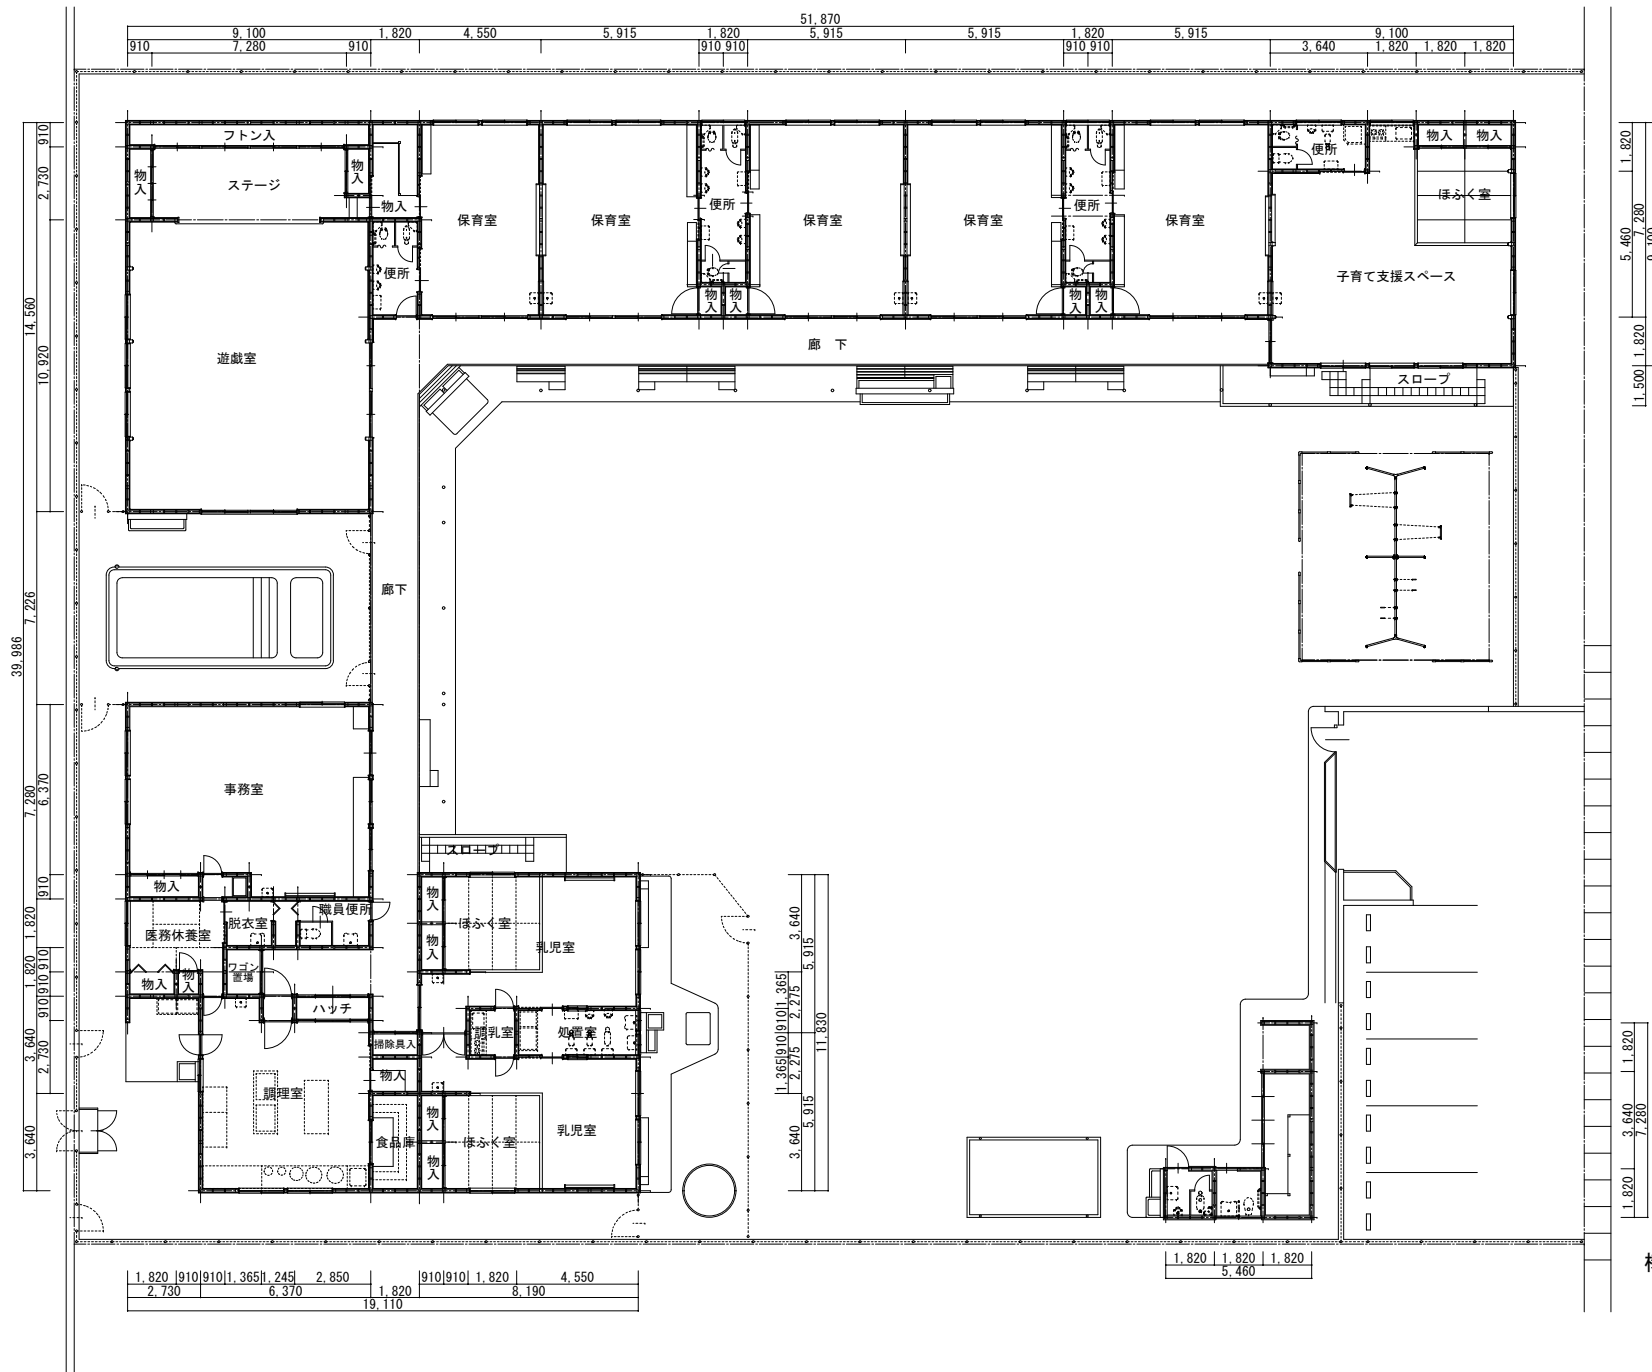 51,870
9,100 1,820 4,550 5,915 1,820 5,915 5,915 1,820 5,915 9,100
910 7,280 910 910 910 910 910 3,640 1,820 1,820 1,820
フトン入
物入
ステージ
物入
物入
便所
遊戯室
保育室
保育室
便所
物入
物入
保育室
保育室
便所
物入
物入
保育室
便所
物入
物入
ほふく室
子育て支援スペース
廊 下
スロープ
廊下
事務室
物入
医務休養室
脱衣室
職員便所
物入
物入
ワゴン
置場
ハッチ
調理室
掃除具入
物入
食品庫
スロープ
物入
物入
ほふく室
乳児室
調乳室
処置室
物入
物入
ほふく室
乳児室
39,986
14,560
7,226
7,280
1,820
1,820
3,640
3,640
910
2,730
10,920
6,370
910
910
910
910
2,730
1,820
5,460
1,820
1,500
7,280
3,640
1,365
2,275
910
910
910
1,365
2,275
3,640
5,915
5,915
11,830
1,820
3,640
1,820
7,280
1,820 910 910 1,365 1,245 2,850 910 910 1,820 4,550
2,730 6,370 1,820 8,190
19,110
1,820 1,820 1,820
5,460